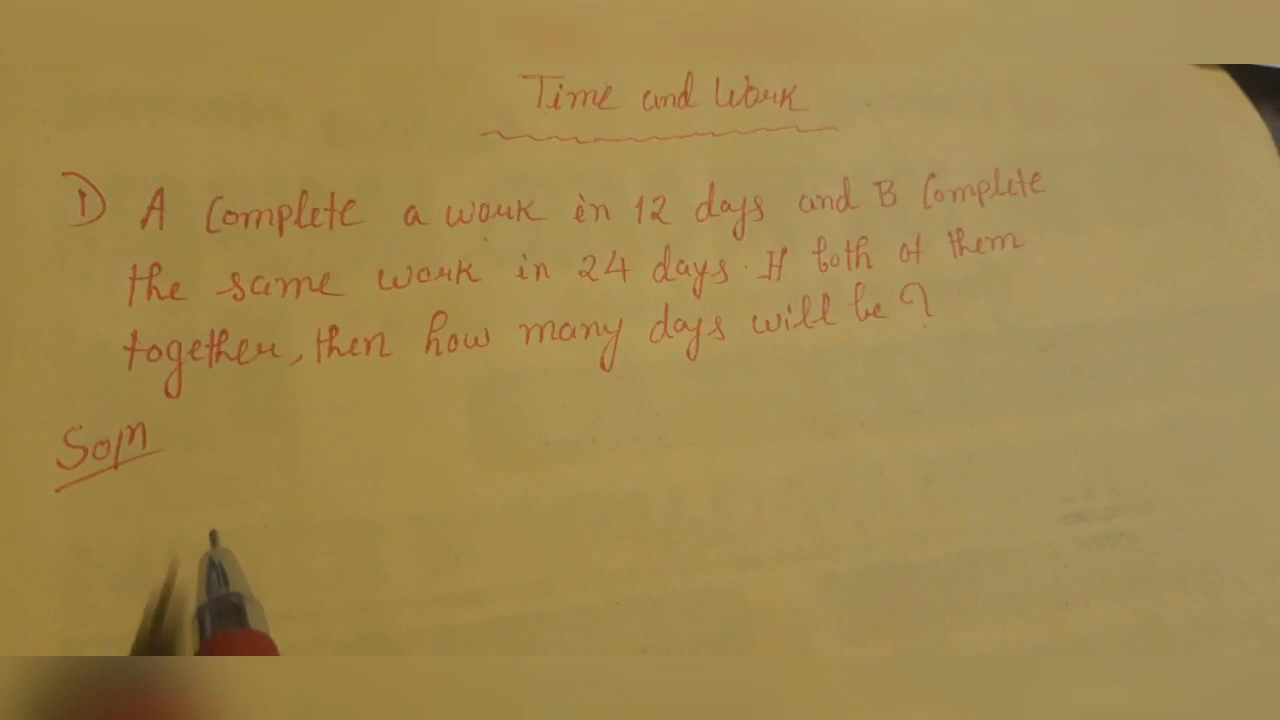 Time and Work
1) A Complete a work in 12 days and B Complete
the same work in 24 days. If both of them
together, then how many days will be ?
Soln